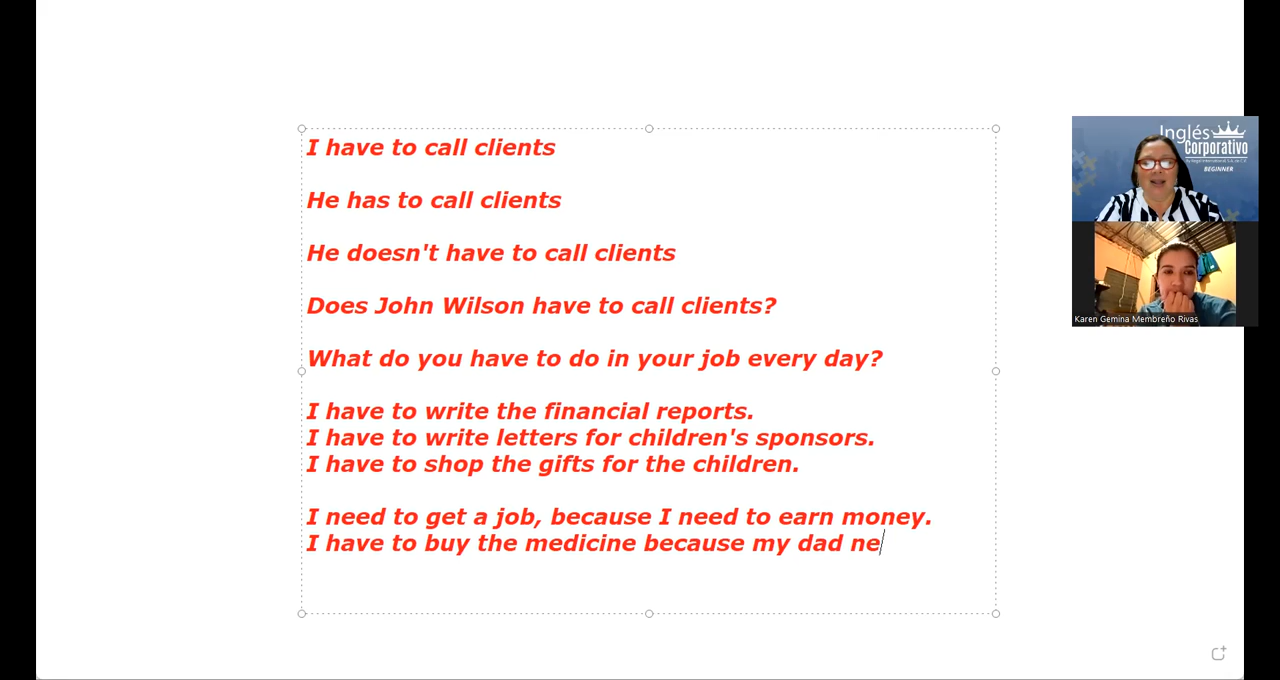 I have to call clients
He has to call clients
He doesn't have to call clients
Does John Wilson have to call clients?
What do you have to do in your job every day?
I have to write the financial reports.
I have to write letters for children's sponsors.
I have to shop the gifts for the children.
I need to get a job, because I need to earn money.
I have to buy the medicine because my dad ne
Inglés
Corporativo
BEGINNER
Karen Gemina Membreño Rivas